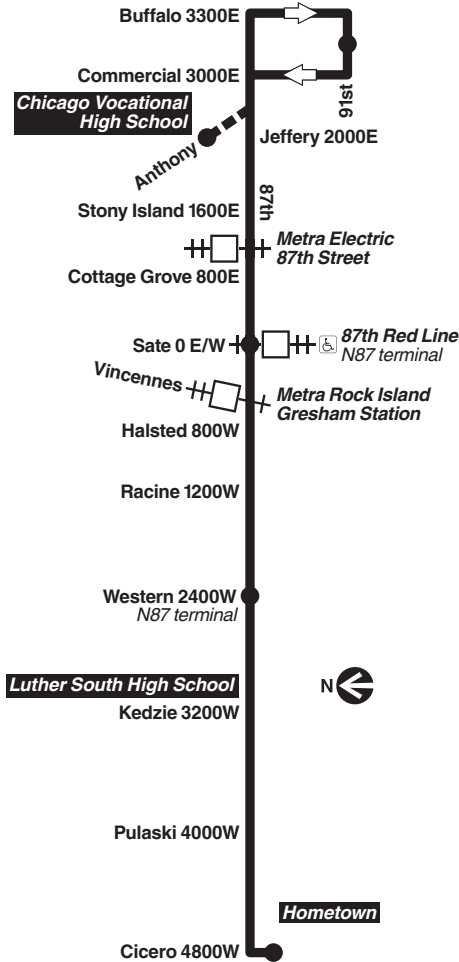 Buffalo 3300E
Commercial 3000E
91st
Chicago Vocational
High School
Anthony
Jeffery 2000E
87th
Stony Island 1600E
Metra Electric
87th Street
Cottage Grove 800E
Sate 0 E/W
87th Red Line
N87 terminal
Vincennes
Metra Rock Island
Gresham Station
Halsted 800W
Racine 1200W
Western 2400W
N87 terminal
Luther South High School
N
Kedzie 3200W
Pulaski 4000W
Hometown
Cicero 4800W